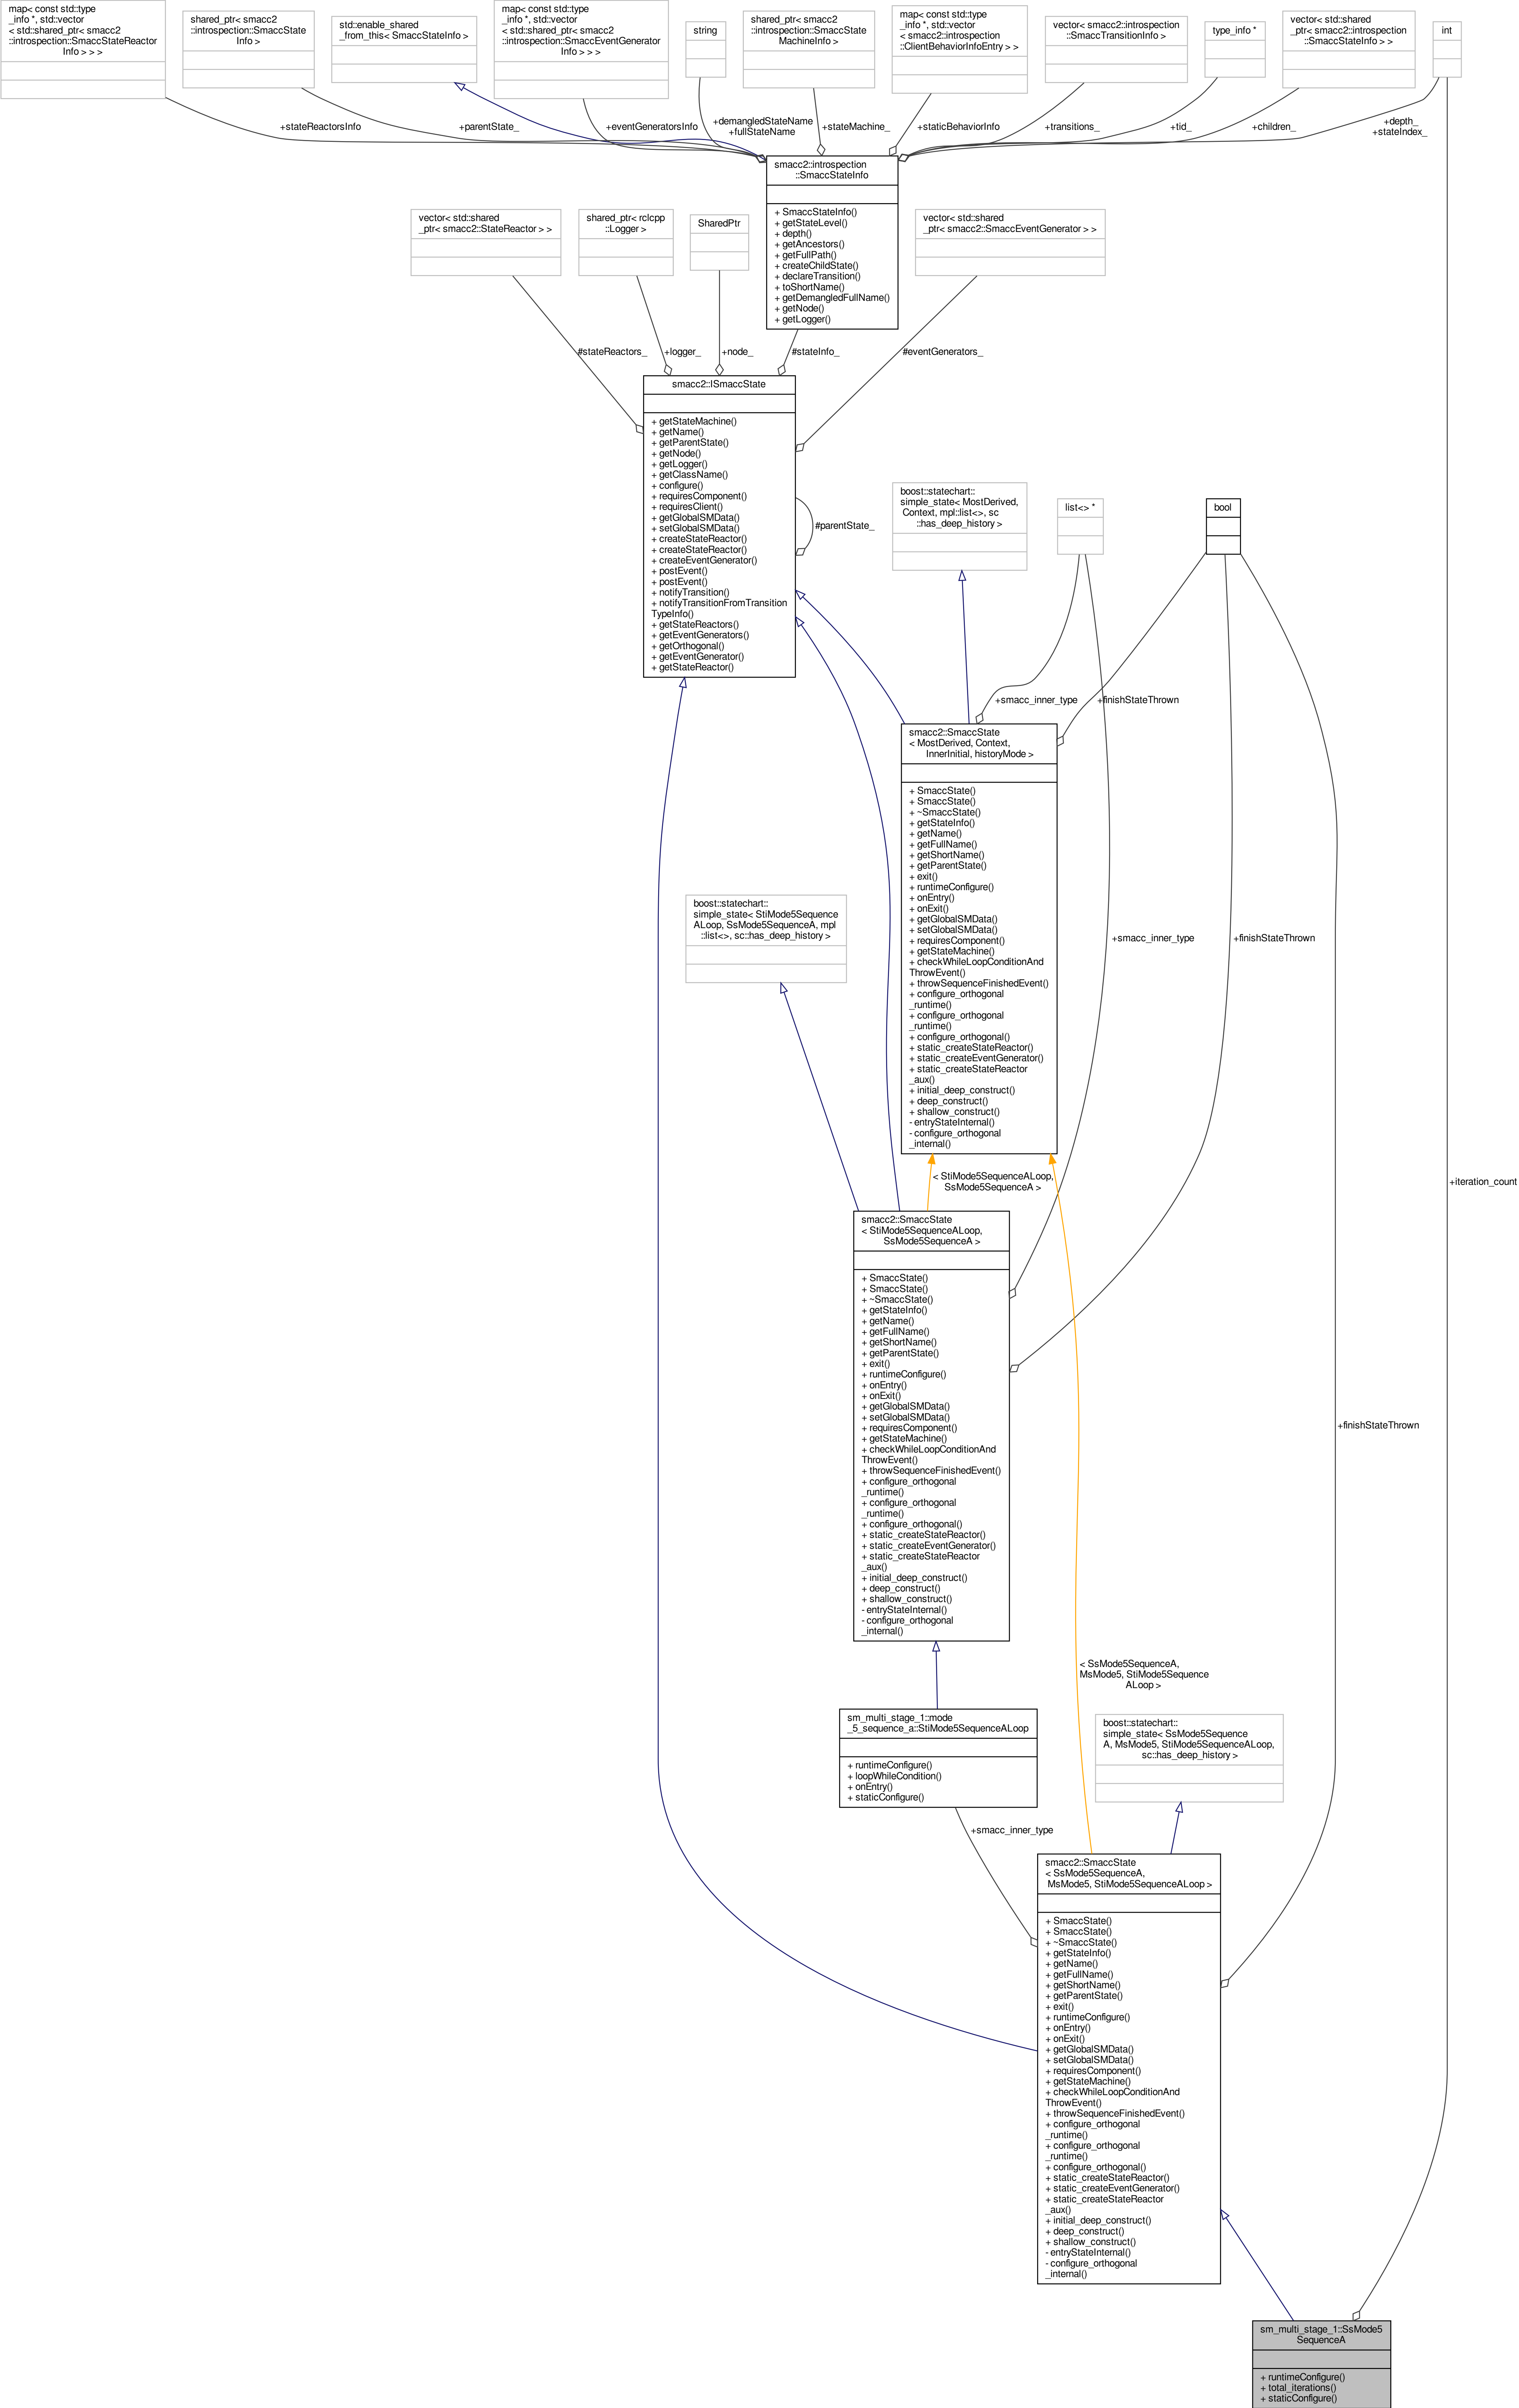 map< const std::type
_info *, std::vector
< std::shared_ptr< smacc2
::introspection::SmaccStateReactor
Info > > >
shared_ptr< smacc2
::introspection::SmaccState
Info >
std::enable_shared
_from_this< SmaccStateInfo >
map< const std::type
_info *, std::vector
< std::shared_ptr< smacc2
::introspection::SmaccEventGenerator
Info > > >
string
shared_ptr< smacc2
::introspection::SmaccState
MachineInfo >
map< const std::type
_info *, std::vector
< smacc2::introspection
::ClientBehaviorInfoEntry > >
vector< smacc2::introspection
::SmaccTransitionInfo >
type_info *
vector< std::shared
_ptr< smacc2::introspection
::SmaccStateInfo > >
int
+stateReactorsInfo
+parentState_
+eventGeneratorsInfo
+demangledStateName
+fullStateName
+stateMachine_
+staticBehaviorInfo
+transitions_
+tid_
+children_
+depth_
+stateIndex_
smacc2::introspection
::SmaccStateInfo
+ SmaccStateInfo()
+ getStateLevel()
+ depth()
+ getAncestors()
+ getFullPath()
+ createChildState()
+ declareTransition()
+ toShortName()
+ getDemangledFullName()
+ getNode()
+ getLogger()
vector< std::shared
_ptr< smacc2::StateReactor > >
shared_ptr< rclcpp
::Logger >
SharedPtr
vector< std::shared
_ptr< smacc2::SmaccEventGenerator > >
#stateReactors_
+logger_
+node_
#stateInfo_
#eventGenerators_
smacc2::ISmaccState
+ getStateMachine()
+ getName()
+ getParentState()
+ getNode()
+ getLogger()
+ getClassName()
+ configure()
+ requiresComponent()
+ requiresClient()
+ getGlobalSMData()
+ setGlobalSMData()
+ createStateReactor()
+ createStateReactor()
+ createEventGenerator()
+ postEvent()
+ postEvent()
+ notifyTransition()
+ notifyTransitionFromTransition
TypeInfo()
+ getStateReactors()
+ getEventGenerators()
+ getOrthogonal()
+ getEventGenerator()
+ getStateReactor()
#parentState_
boost::statechart::
simple_state< MostDerived,
Context, mpl::list<>, sc
::has_deep_history >
list<> *
bool
+smacc_inner_type
+finishStateThrown
smacc2::SmaccState
< MostDerived, Context,
InnerInitial, historyMode >
+ SmaccState()
+ SmaccState()
+ ~SmaccState()
+ getStateInfo()
+ getName()
+ getFullName()
+ getShortName()
+ getParentState()
+ exit()
+ runtimeConfigure()
+ onEntry()
+ onExit()
+ getGlobalSMData()
+ setGlobalSMData()
+ requiresComponent()
+ getStateMachine()
+ checkWhileLoopConditionAnd
ThrowEvent()
+ throwSequenceFinishedEvent()
+ configure_orthogonal
_runtime()
+ configure_orthogonal
_runtime()
+ configure_orthogonal()
+ static_createStateReactor()
+ static_createEventGenerator()
+ static_createStateReactor
_aux()
+ initial_deep_construct()
+ deep_construct()
+ shallow_construct()
- entryStateInternal()
- configure_orthogonal
_internal()
boost::statechart::
simple_state< StiMode5Sequence
ALoop, SsMode5SequenceA, mpl
::list<>, sc::has_deep_history >
+smacc_inner_type
+finishStateThrown
< StiMode5SequenceALoop,
SsMode5SequenceA >
+iteration_count
smacc2::SmaccState
< StiMode5SequenceALoop,
SsMode5SequenceA >
+ SmaccState()
+ SmaccState()
+ ~SmaccState()
+ getStateInfo()
+ getName()
+ getFullName()
+ getShortName()
+ getParentState()
+ exit()
+ runtimeConfigure()
+ onEntry()
+ onExit()
+ getGlobalSMData()
+ setGlobalSMData()
+ requiresComponent()
+ getStateMachine()
+ checkWhileLoopConditionAnd
ThrowEvent()
+ throwSequenceFinishedEvent()
+ configure_orthogonal
_runtime()
+ configure_orthogonal
_runtime()
+ configure_orthogonal()
+ static_createStateReactor()
+ static_createEventGenerator()
+ static_createStateReactor
_aux()
+ initial_deep_construct()
+ deep_construct()
+ shallow_construct()
- entryStateInternal()
- configure_orthogonal
_internal()
+finishStateThrown
< SsMode5SequenceA,
MsMode5, StiMode5Sequence
ALoop >
sm_multi_stage_1::mode
_5_sequence_a::StiMode5SequenceALoop
+ runtimeConfigure()
+ loopWhileCondition()
+ onEntry()
+ staticConfigure()
boost::statechart::
simple_state< SsMode5Sequence
A, MsMode5, StiMode5SequenceALoop,
sc::has_deep_history >
+smacc_inner_type
smacc2::SmaccState
< SsMode5SequenceA,
MsMode5, StiMode5SequenceALoop >
+ SmaccState()
+ SmaccState()
+ ~SmaccState()
+ getStateInfo()
+ getName()
+ getFullName()
+ getShortName()
+ getParentState()
+ exit()
+ runtimeConfigure()
+ onEntry()
+ onExit()
+ getGlobalSMData()
+ setGlobalSMData()
+ requiresComponent()
+ getStateMachine()
+ checkWhileLoopConditionAnd
ThrowEvent()
+ throwSequenceFinishedEvent()
+ configure_orthogonal
_runtime()
+ configure_orthogonal
_runtime()
+ configure_orthogonal()
+ static_createStateReactor()
+ static_createEventGenerator()
+ static_createStateReactor
_aux()
+ initial_deep_construct()
+ deep_construct()
+ shallow_construct()
- entryStateInternal()
- configure_orthogonal
_internal()
sm_multi_stage_1::SsMode5
SequenceA
+ runtimeConfigure()
+ total_iterations()
+ staticConfigure()